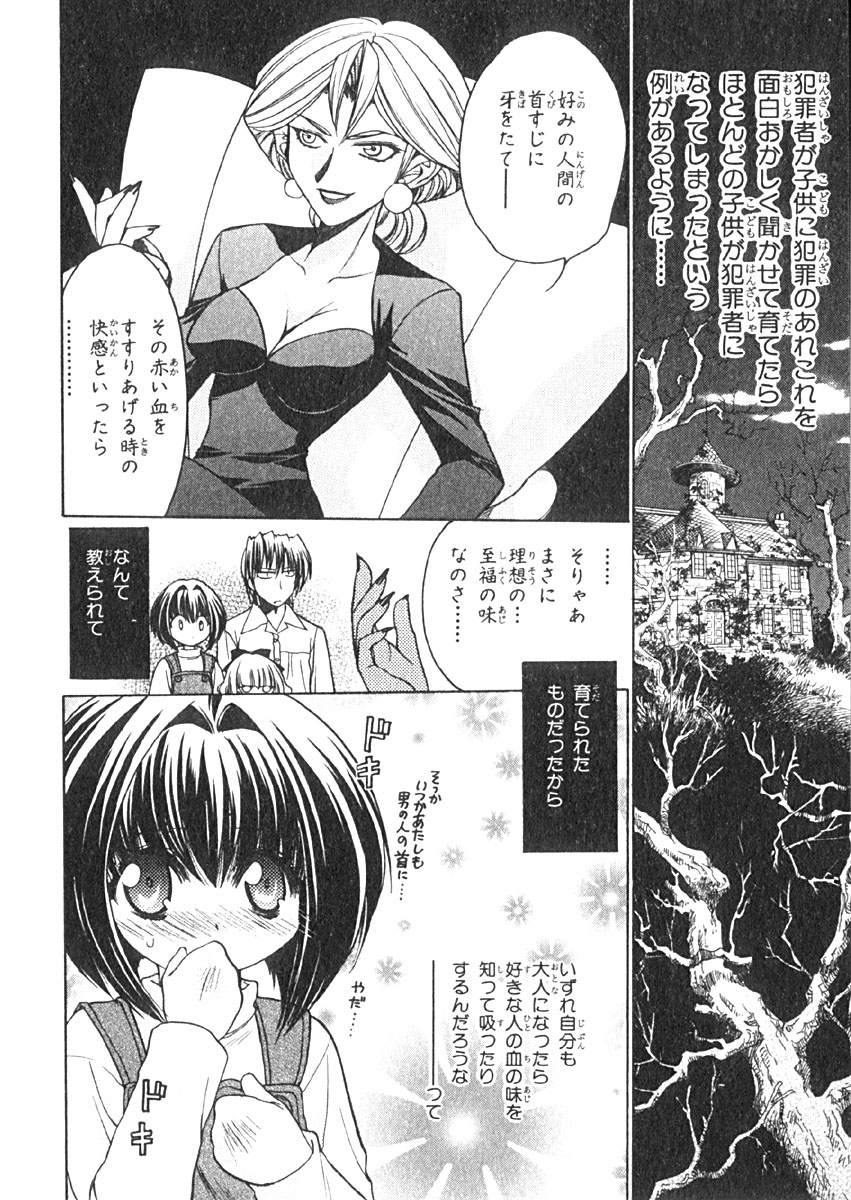 犯罪者が子供に犯罪のあれこれを
面白おかしく聞かせて育てたら
ほとんどの子供が犯罪者に
なってしまったという
例があるように……
好みの人間の
首すじに
牙をたて――
その赤い血を
すすりあげる時の
快感といったら
…………
……
そりゃあ
まさに
理想の…
至福の味
なのさ……
なんて
教えられて
育てられた
ものだったから
ドキ
そっか
いつかあたしも
男の人の首に…
いずれ自分も
大人になったら
好きな人の血の味を
知って吸ったり
するんだろうな
――って
やだ……
ドキ